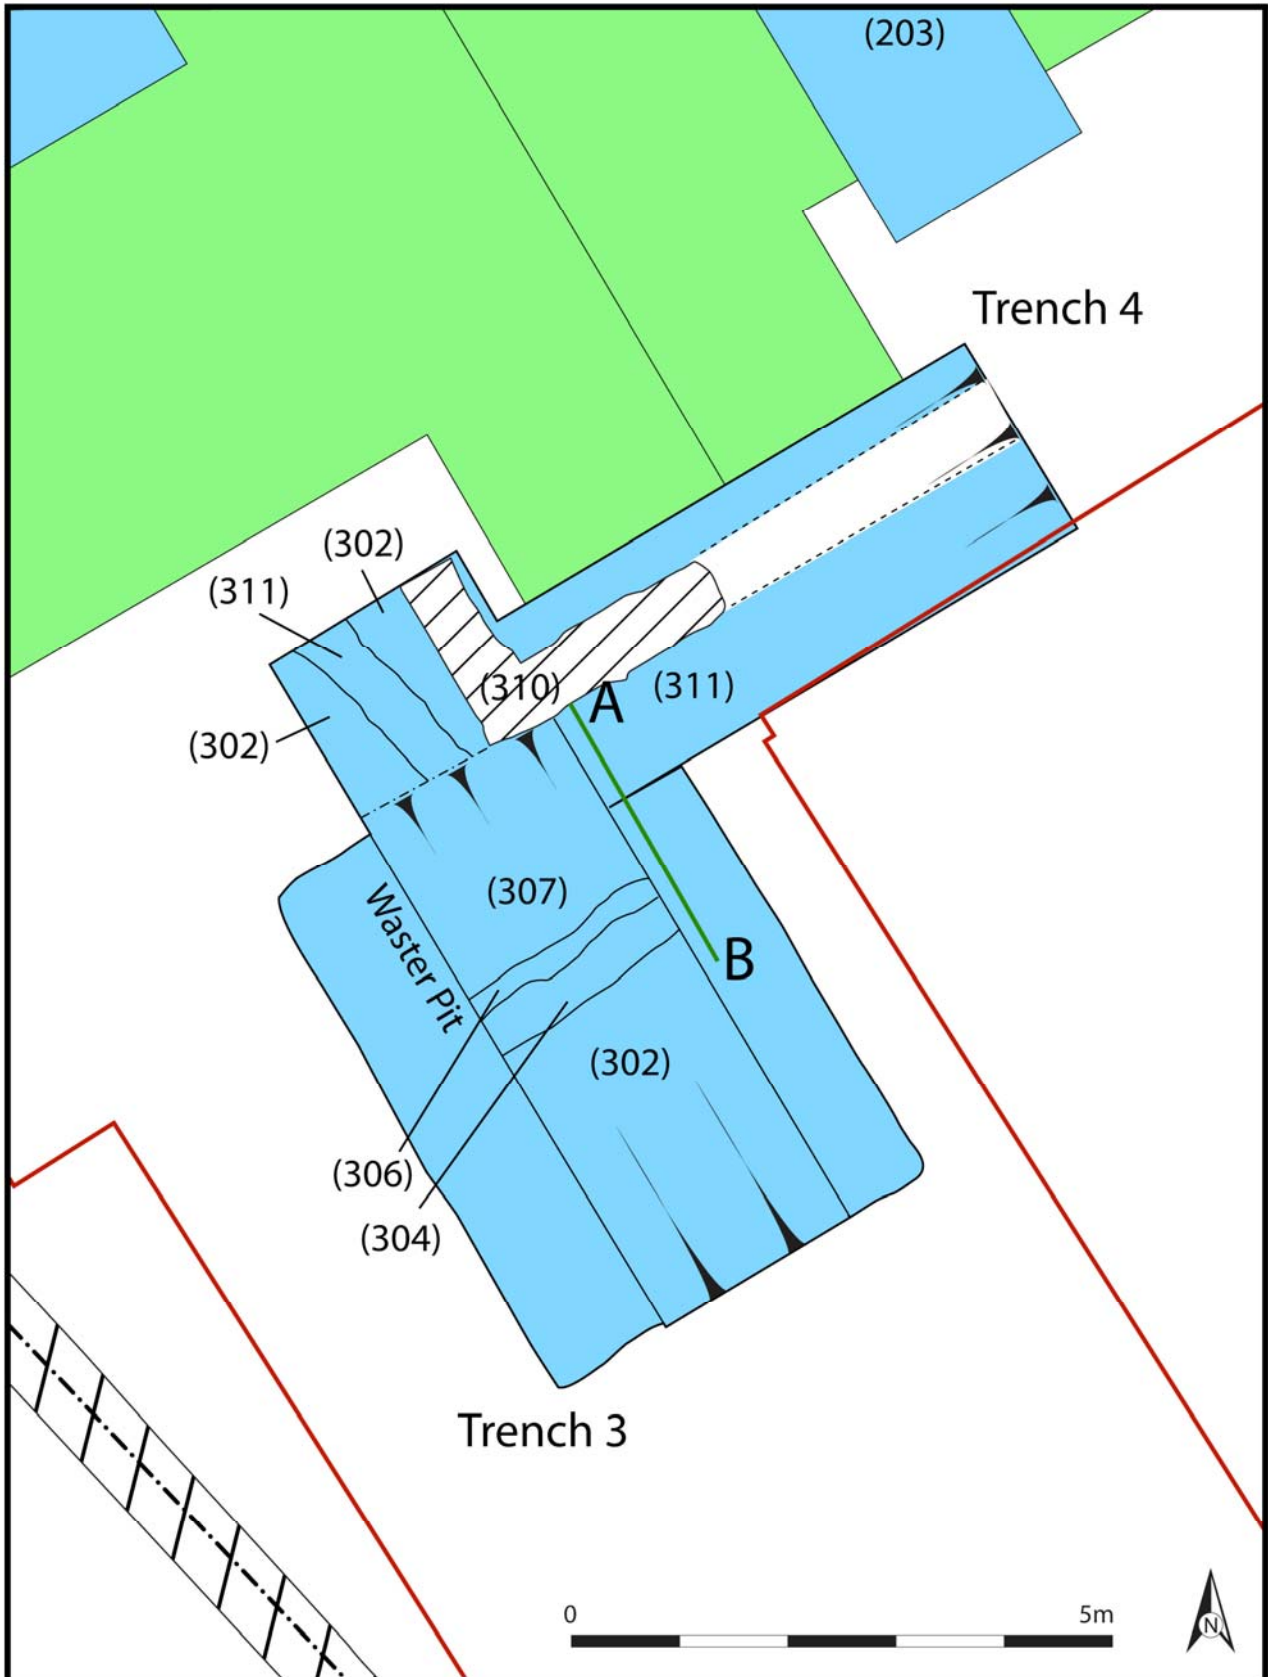 (203)
Trench 4
(302)
(311)
(310)
(311)
A
(302)
(307)
Waster Pit
B
(302)
(306)
(304)
Trench 3
0
5m
N